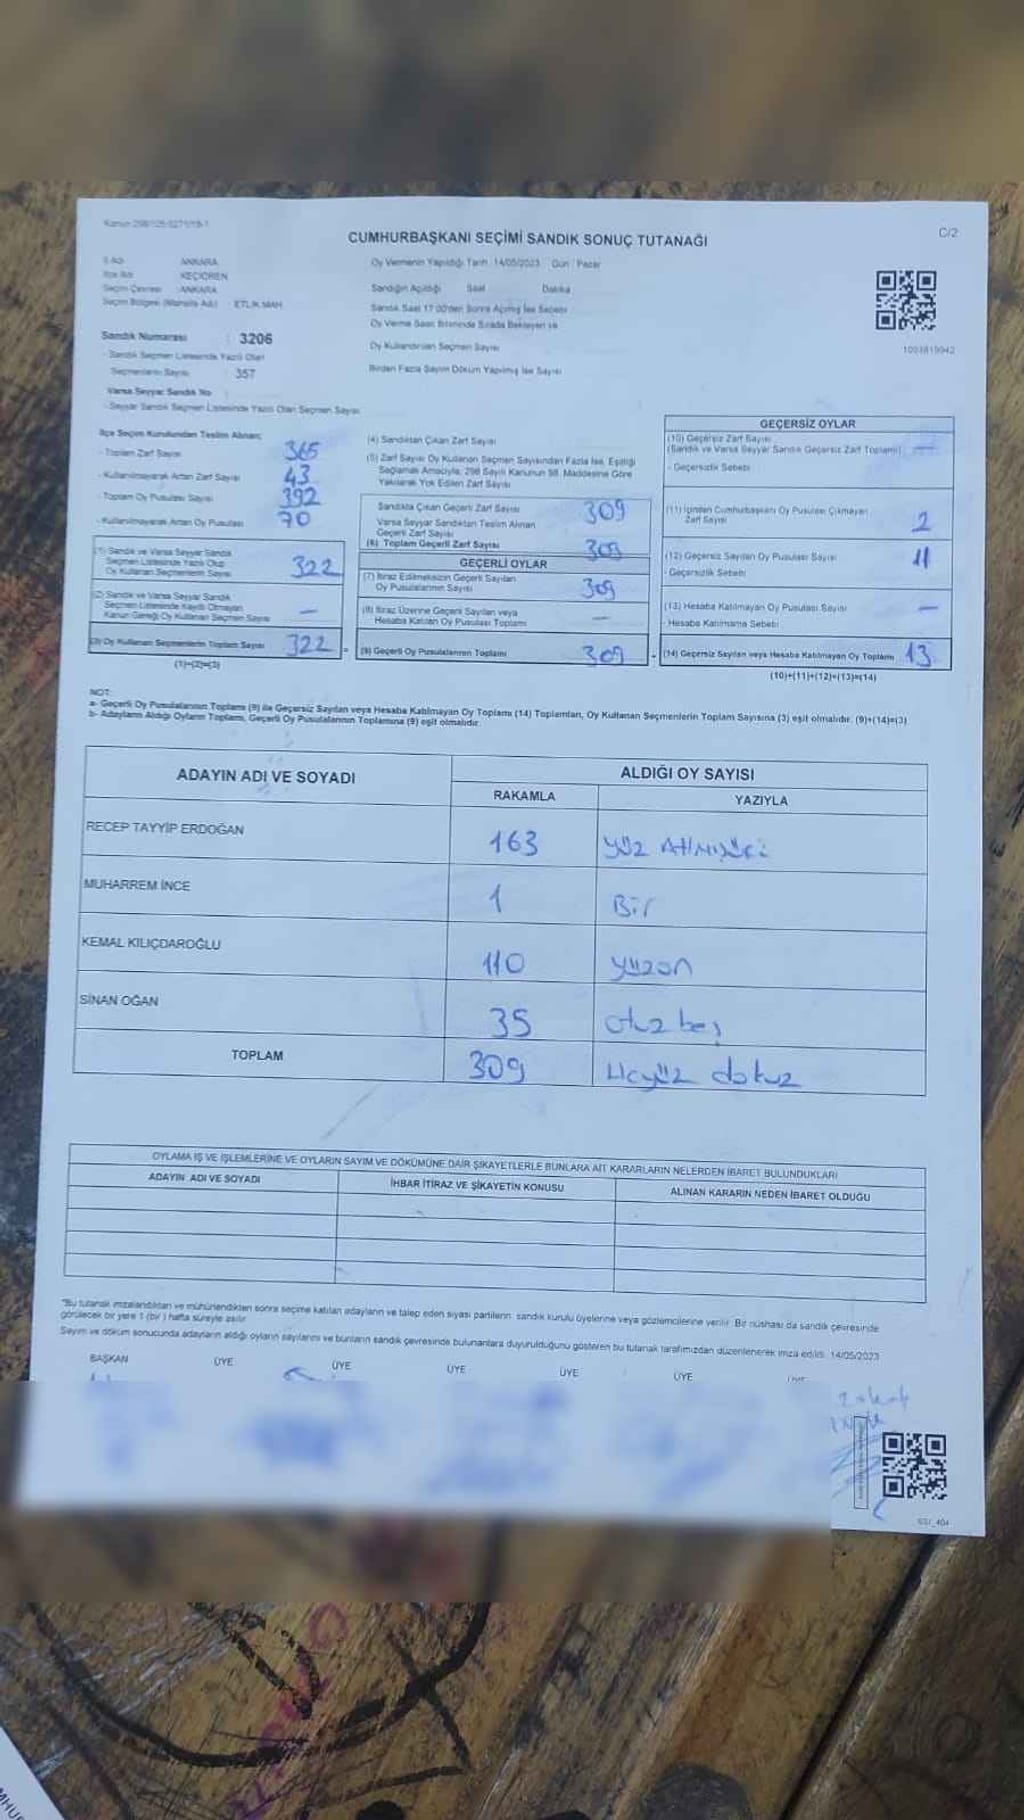 Kanun 298/105-5271/19-1
C/2
CUMHURBAŞKANI SEÇİMİ SANDIK SONUÇ TUTANAĞI
İl Adı ANKARA
İlçe Adı KEÇİÖREN
Seçim Çevresi ANKARA
Seçim Bölgesi (Mahalle Adı) : ETLİK MAH
Sandık Numarası : 3206
- Sandık Seçmen Listesinde Yazılı Olan
Seçmenlerin Sayısı : 357
Varsa Seyyar Sandık No
- Seyyar Sandık Seçmen Listesinde Yazılı Olan Seçmen Sayısı
Oy Vermenin Yapıldığı Tarih: 14/05/2023 Gün: Pazar
Sandığın Açıldığı Saat Dakika
Sandık Saat 17:00'den Sonra Açılmış İse Sebebi
Oy Verme Saati Bitiminde Sırada Bekleyen ve
Oy Kullandırılan Seçmen Sayısı
Birden Fazla Sayım Döküm Yapılmış İse Sayısı
1003819942
İlçe Seçim Kurulundan Teslim Alınan;
- Toplam Zarf Sayısı 365
- Kullanılmayarak Artan Zarf Sayısı 43
- Toplam Oy Pusulası Sayısı 392
- Kullanılmayarak Artan Oy Pusulası 70
(1) Sandık ve Varsa Seyyar Sandık
Seçmen Listesinde Yazılı Olup
Oy Kullanan Seçmenlerin Sayısı 322
(2) Sandık ve Varsa Seyyar Sandık
Seçmen Listesinde Kaydı Olmayan
Kanun Gereği Oy Kullanan Seçmen Sayısı —
(3) Oy Kullanan Seçmenlerin Toplam Sayısı 322 =
(1)+(2)=(3)
(4) Sandıktan Çıkan Zarf Sayısı
(5) Zarf Sayısı Oy Kullanan Seçmen Sayısından Fazla İse, Eşitliği
Sağlamak Amacıyla, 298 Sayılı Kanunun 98. Maddesine Göre
Yakılarak Yok Edilen Zarf Sayısı
Sandıkta Çıkan Geçerli Zarf Sayısı 309
Varsa Seyyar Sandıktan Teslim Alınan
Geçerli Zarf Sayısı
(6) Toplam Geçerli Zarf Sayısı 309
GEÇERLİ OYLAR
(7) İtiraz Edilmeksizin Geçerli Sayılan
Oy Pusulalarının Sayısı 309
(8) İtiraz Üzerine Geçerli Sayılan veya
Hesaba Katılan Oy Pusulası Toplamı —
(9) Geçerli Oy Pusulalarının Toplamı 309
GEÇERSİZ OYLAR
(10) Geçersiz Zarf Sayısı
(Sandık ve Varsa Seyyar Sandık Geçersiz Zarf Toplamı) —
- Geçersizlik Sebebi
(11) İçinden Cumhurbaşkanı Oy Pusulası Çıkmayan
Zarf Sayısı 2
(12) Geçersiz Sayılan Oy Pusulası Sayısı 11
- Geçersizlik Sebebi
(13) Hesaba Katılmayan Oy Pusulası Sayısı —
- Hesaba Katılmama Sebebi
(14) Geçersiz Sayılan veya Hesaba Katılmayan Oy Toplamı 13
(10)+(11)+(12)+(13)=(14)
NOT:
a- Geçerli Oy Pusulalarının Toplamı (9) ile Geçersiz Sayılan veya Hesaba Katılmayan Oy Toplamı (14) Toplamları, Oy Kullanan Seçmenlerin Toplam Sayısına (3) eşit olmalıdır. (9)+(14)=(3)
b- Adayların Aldığı Oyların Toplamı, Geçerli Oy Pusulalarının Toplamına (9) eşit olmalıdır.
ADAYIN ADI VE SOYADI
ALDIĞI OY SAYISI
RAKAMLA YAZIYLA
RECEP TAYYİP ERDOĞAN 163 Yüz Atmışüç
MUHARREM İNCE 1 Bir
KEMAL KILIÇDAROĞLU 110 yüzon
SİNAN OĞAN 35 otuz beş
TOPLAM 309 Ücyüz dokuz
OYLAMA İŞ VE İŞLEMLERİNE VE OYLARIN SAYIM VE DÖKÜMÜNE DAİR ŞİKAYETLERLE BUNLARA AİT KARARLARIN NELERDEN İBARET BULUNDUKLARI
ADAYIN ADI VE SOYADI İHBAR İTİRAZ VE ŞİKAYETİN KONUSU ALINAN KARARIN NEDEN İBARET OLDUĞU
"Bu tutanak imzalandıktan ve mühürlendikten sonra seçime katılan adayların ve talep eden siyasi partilerin sandık kurulu üyelerine veya gözlemcilerine verilir. Bir nüshası da sandık çevresinde
görülecek bir yere 1 (bir) hafta süreyle asılır.
Sayım ve döküm sonucunda adayların aldığı oyların sayılarını ve bunların sandık çevresinde bulunanlara duyurulduğunu gösteren bu tutanak tarafımızdan düzenlenerek imza edildi. 14/05/2023
BAŞKAN ÜYE ÜYE ÜYE ÜYE ÜYE